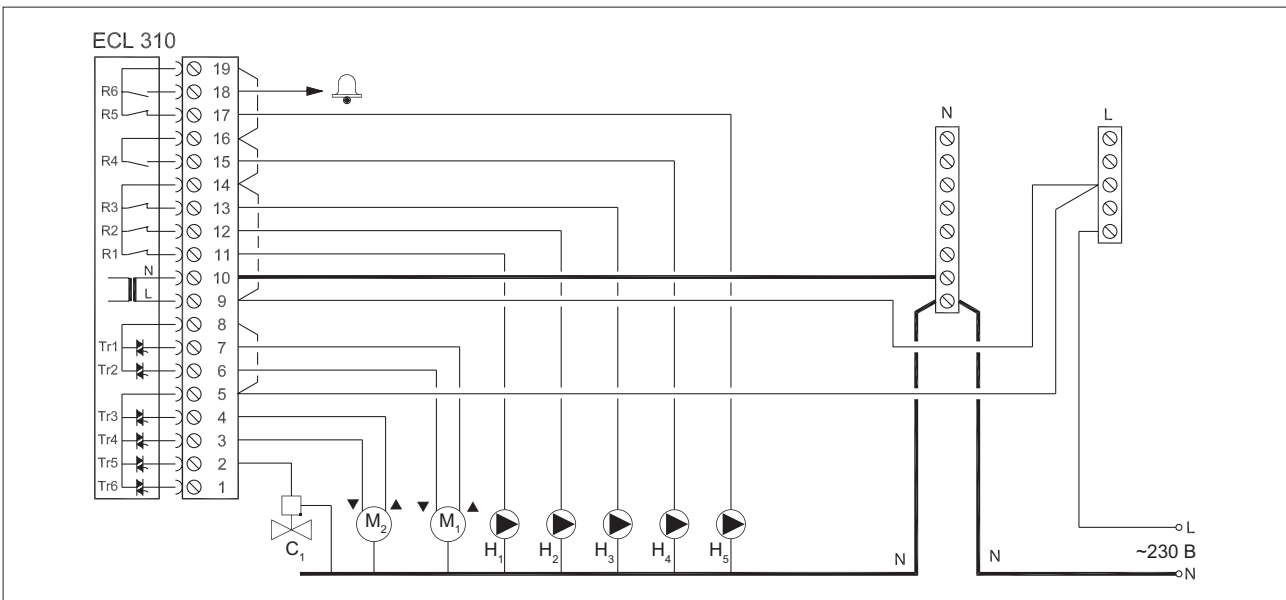 ECL 310
19
R6 18
R5 17
16
R4 15
14
R3 13
R2 12
R1 11
N 10
L 9
8
Tr1 7
Tr2 6
5
Tr3 4
Tr4 3
Tr5 2
Tr6 1
N
L
C1
M2
M1
H1
H2
H3
H4
H5
N
N
L
~230 В
N